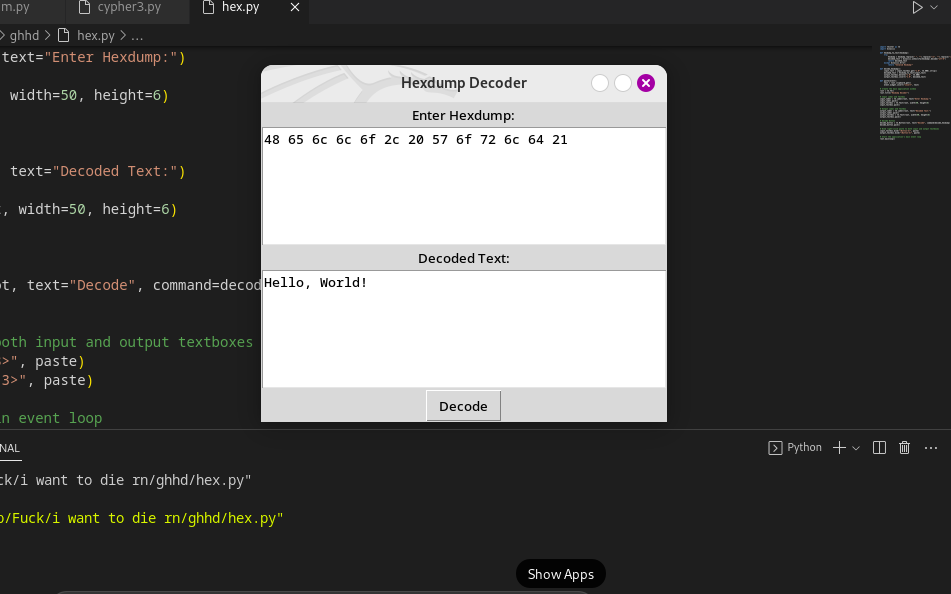 m.py cypher3.py hex.py
ghhd > hex.py > ...
text="Enter Hexdump:")
width=50, height=6)
text="Decoded Text:")
, width=50, height=6)
t, text="Decode", command=decod
both input and output textboxes
>", paste)
3>", paste)
n event loop
Hexdump Decoder
Enter Hexdump:
48 65 6c 6c 6f 2c 20 57 6f 72 6c 64 21
Decoded Text:
Hello, World!
Decode
NAL
Python
ck/i want to die rn/ghhd/hex.py"
p/Fuck/i want to die rn/ghhd/hex.py"
Show Apps